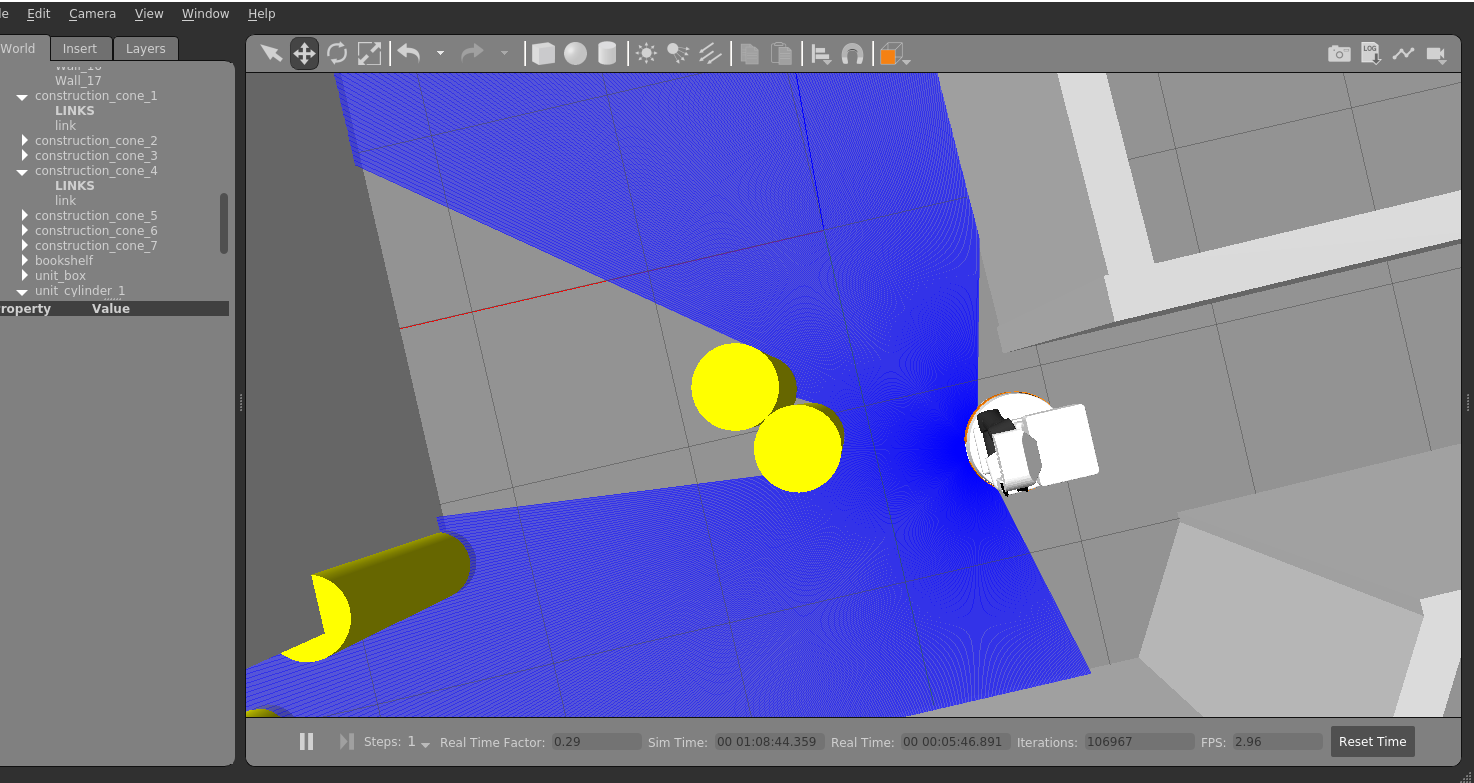 le Edit Camera View Window Help
World Insert Layers
Wall_16
Wall_17
construction_cone_1
LINKS
link
construction_cone_2
construction_cone_3
construction_cone_4
LINKS
link
construction_cone_5
construction_cone_6
construction_cone_7
bookshelf
unit_box
unit_cylinder_1
roperty Value
LOG
Steps: 1 Real Time Factor: 0.29 Sim Time: 00 01:08:44.359 Real Time: 00 00:05:46.891 Iterations: 106967 FPS: 2.96 Reset Time